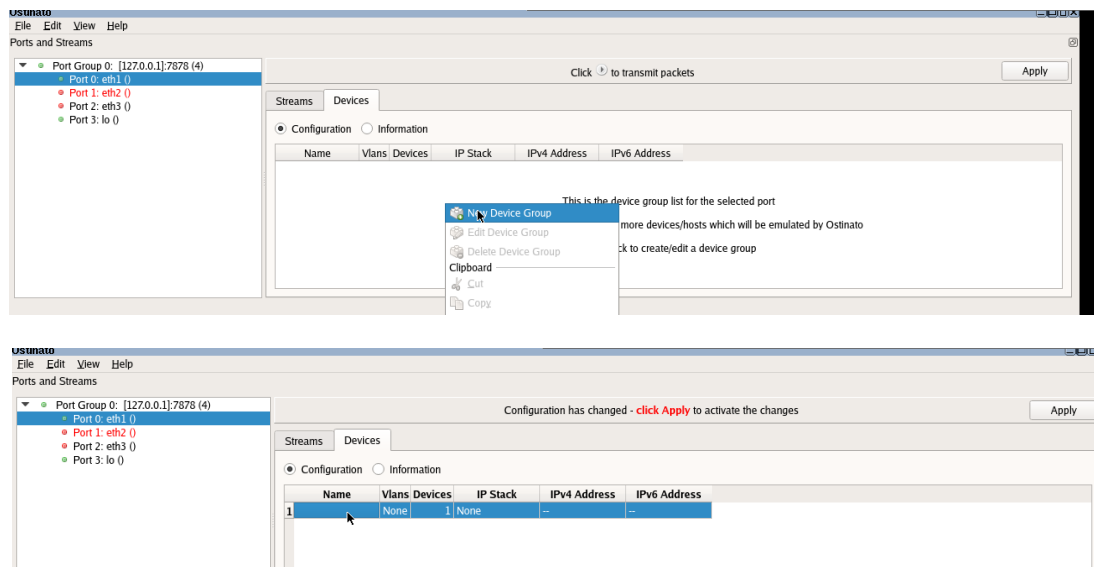 Ostinato
File Edit View Help
Ports and Streams
Port Group 0: [127.0.0.1]:7878 (4)
Port 0: eth1 ()
Port 1: eth2 ()
Port 2: eth3 ()
Port 3: lo ()
Click to transmit packets
Apply
Streams Devices
Configuration Information
Name Vlans Devices IP Stack IPv4 Address IPv6 Address
This is the device group list for the selected port
more devices/hosts which will be emulated by Ostinato
ck to create/edit a device group
New Device Group
Edit Device Group
Delete Device Group
Clipboard
Cut
Copy
Ostinato
File Edit View Help
Ports and Streams
Port Group 0: [127.0.0.1]:7878 (4)
Port 0: eth1 ()
Port 1: eth2 ()
Port 2: eth3 ()
Port 3: lo ()
Configuration has changed - click Apply to activate the changes
Apply
Streams Devices
Configuration Information
Name Vlans Devices IP Stack IPv4 Address IPv6 Address
1 None 1 None -- --